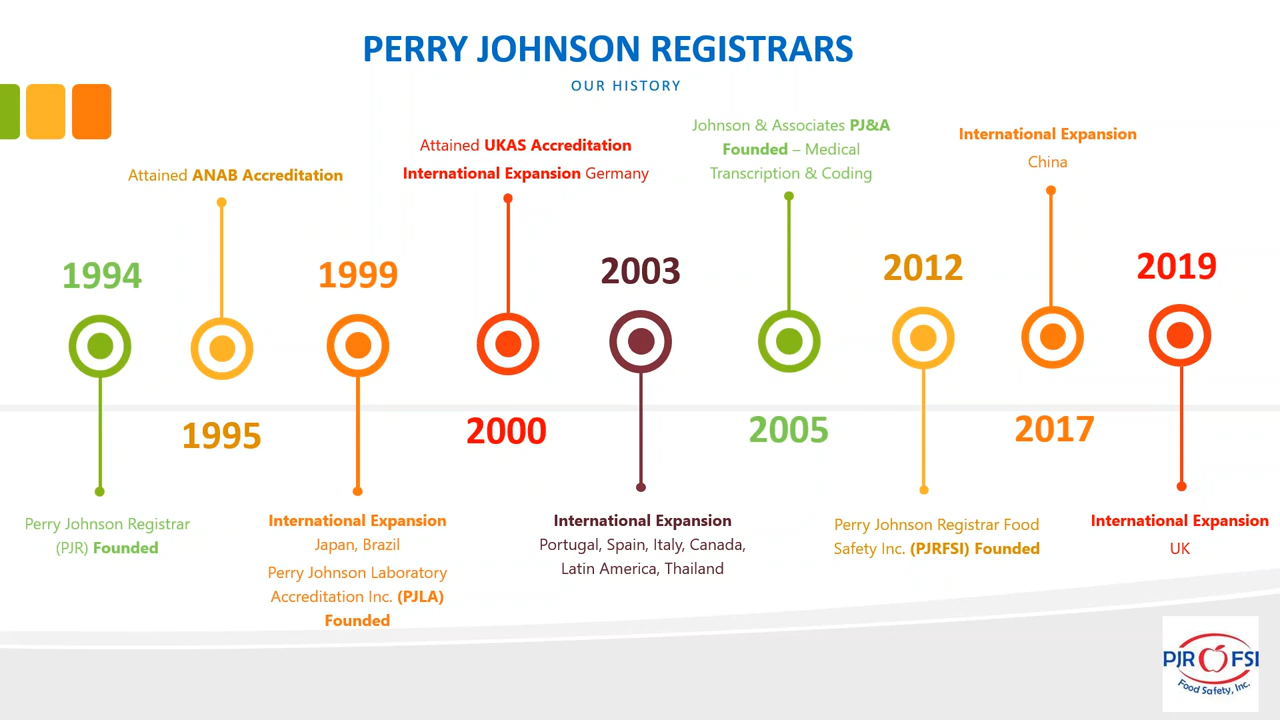 PERRY JOHNSON REGISTRARS
OUR HISTORY
1994
Perry Johnson Registrar
(PJR) Founded
Attained ANAB Accreditation
1995
1999
International Expansion
Japan, Brazil
Perry Johnson Laboratory
Accreditation Inc. (PJLA)
Founded
Attained UKAS Accreditation
International Expansion Germany
2000
2003
International Expansion
Portugal, Spain, Italy, Canada,
Latin America, Thailand
Johnson & Associates PJ&A
Founded – Medical
Transcription & Coding
2005
2012
Perry Johnson Registrar Food
Safety Inc. (PJRFSI) Founded
International Expansion
China
2017
2019
International Expansion
UK
PJR FSI
Food Safety, Inc.